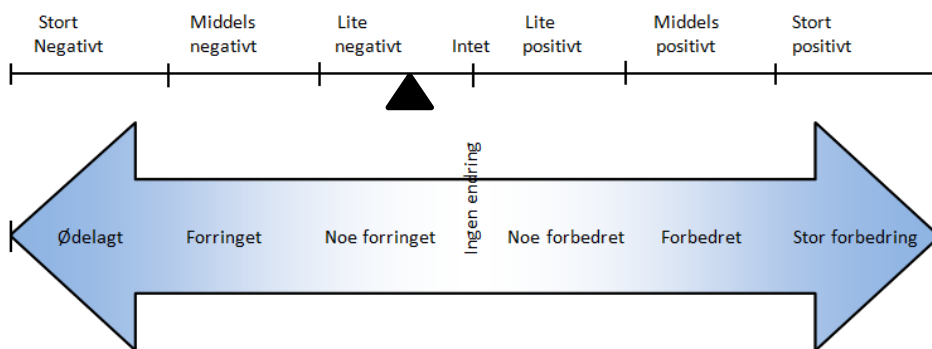 Stort Middels Lite Lite Middels Stort
Negativt negativt negativt Intet positivt positivt positivt
Ingen endring
Ødelagt Forringet Noe forringet Noe forbedret Forbedret Stor forbedring